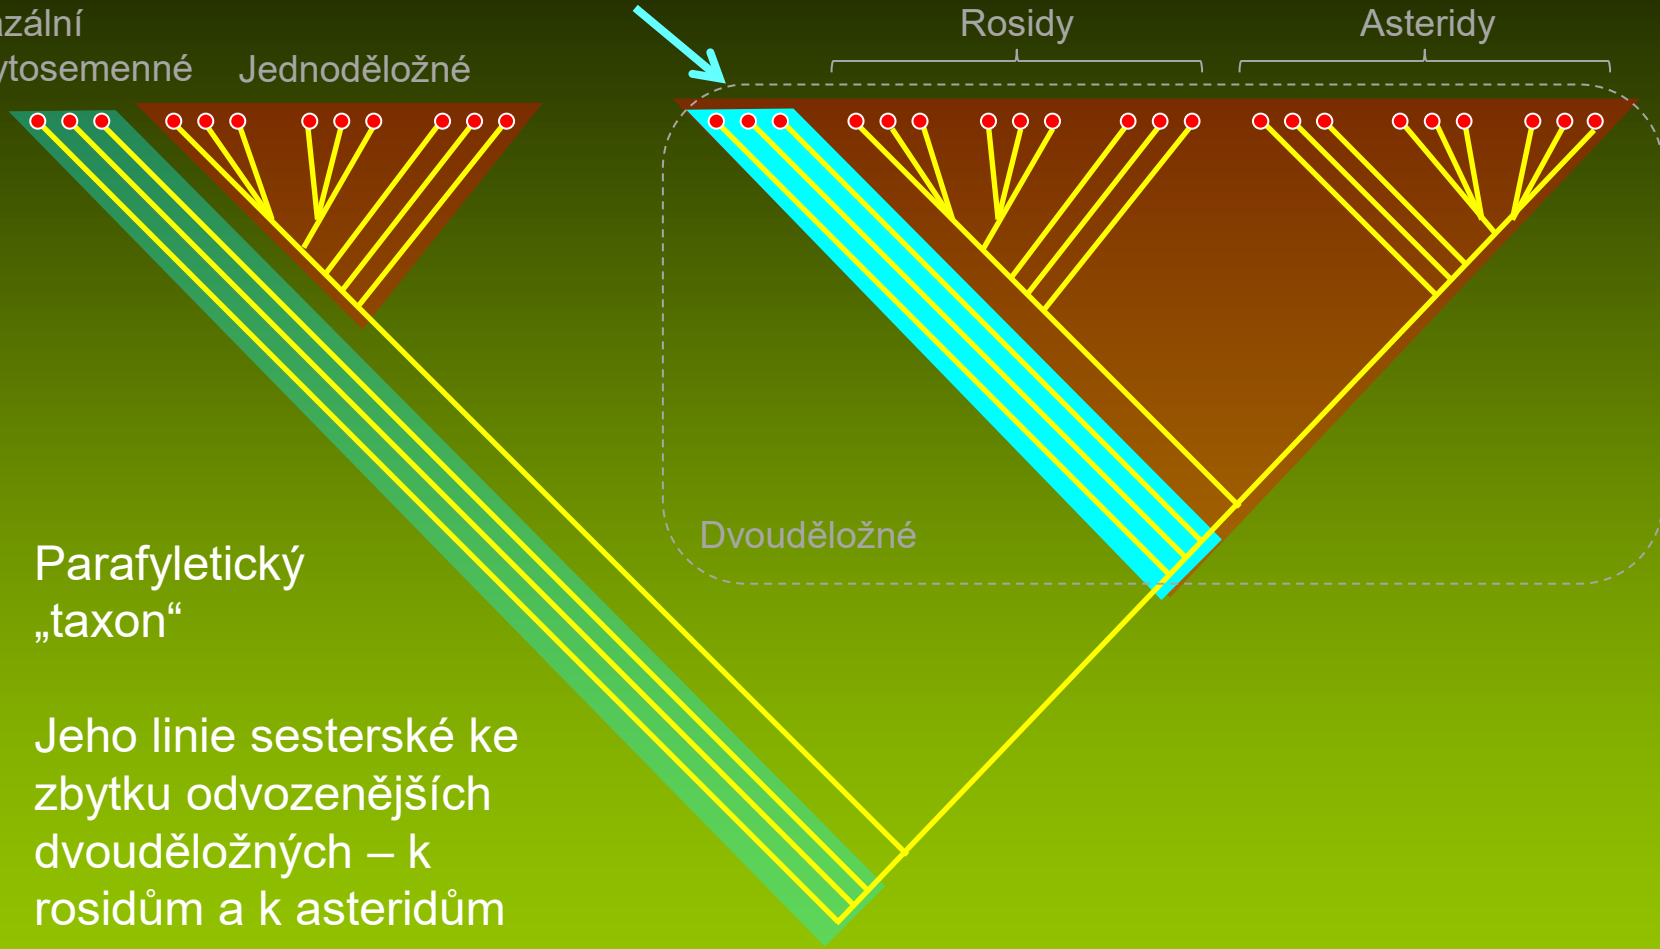 Rosidy
Asteridy
Jednoděložné
Dvouděložné
Parafyletický
„taxon“
Jeho linie sesterské ke
zbytku odvozenějších
dvouděložných – k
rosidům a k asteridům